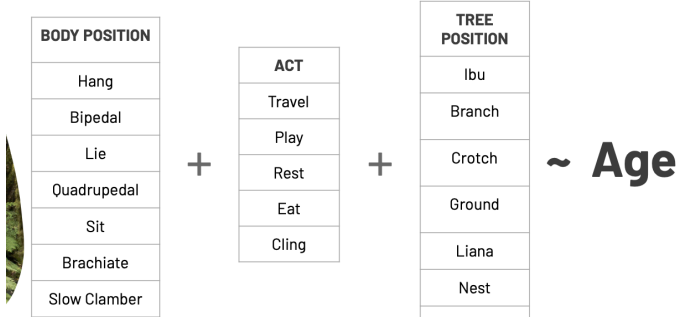 BODY POSITION
Hang
Bipedal
Lie
Quadrupedal
Sit
Brachiate
Slow Clamber
+
ACT
Travel
Play
Rest
Eat
Cling
+
TREE
POSITION
Ibu
Branch
Crotch
Ground
Liana
Nest
~ Age